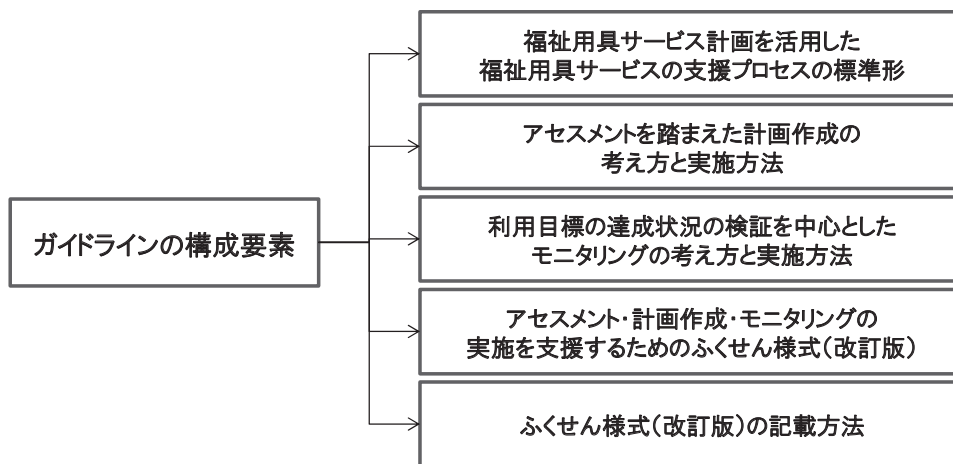 福祉用具サービス計画を活用した
福祉用具サービスの支援プロセスの標準形
アセスメントを踏まえた計画作成の
考え方と実施方法
ガイドラインの構成要素
利用目標の達成状況の検証を中心とした
モニタリングの考え方と実施方法
アセスメント・計画作成・モニタリングの
実施を支援するためのふくせん様式（改訂版）
ふくせん様式（改訂版）の記載方法